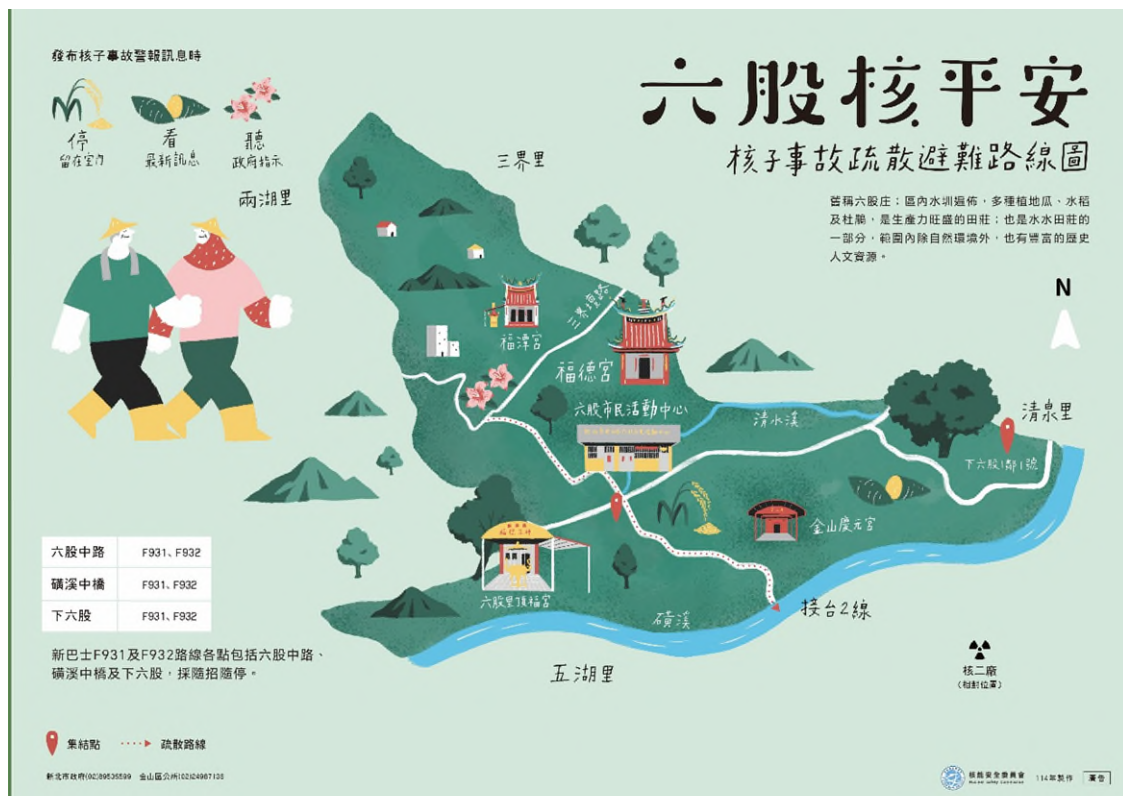 六股核平安
核子事故疏散避難路線圖
舊稱六股庄；區內水圳遍佈，多種植地瓜、水稻
及杜鵑，是生產力旺盛的田莊；也是水水田莊的
一部分，範圍內除自然環境外，也有豐富的歷史
人文資源。
發布核子事故警報訊息時
停
留在室內
看
最新訊息
聽
政府指示
兩湖里
三界里
N
三界壇路
福澤宮
福德宮
六股市民活動中心
清水溪
清泉里
下六股1鄰1號
金山慶元宮
六股里頂福宮
磺溪
接台2線
五湖里
核二廠
(相對位置)
六股中路 F931、F932
磺溪中橋 F931、F932
下六股 F931、F932
新巴士F931及F932路線各點包括六股中路、
磺溪中橋及下六股，採隨招隨停。
集結點 疏散路線
新北市政府(02)89535599 金山區公所(02)24987138
核能安全委員會 114年製作 廣告